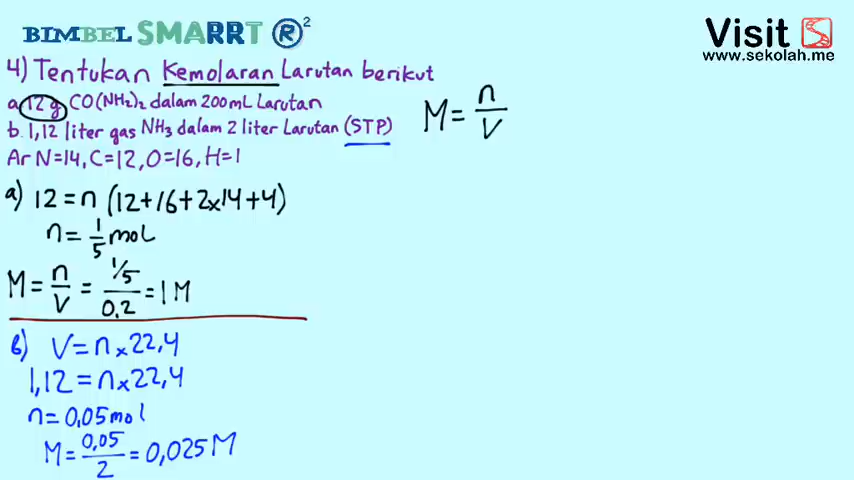 BIMBEL SMARRT ®²
Visit S
www.sekolah.me
4) Tentukan Kemolaran Larutan berikut
a. 12 g CO(NH₂)₂ dalam 200mL Larutan
b. 1,12 liter gas NH₃ dalam 2 liter Larutan (STP)
Ar N=14, C=12, O=16, H=1
M = n/V
a) 12 = n (12+16+2x14+4)
n = 1/5 mol
M = n/V = 1/5 / 0,2 = 1 M
b) V = n x 22,4
1,12 = n x 22,4
n = 0,05 mol
M = 0,05/2 = 0,025 M